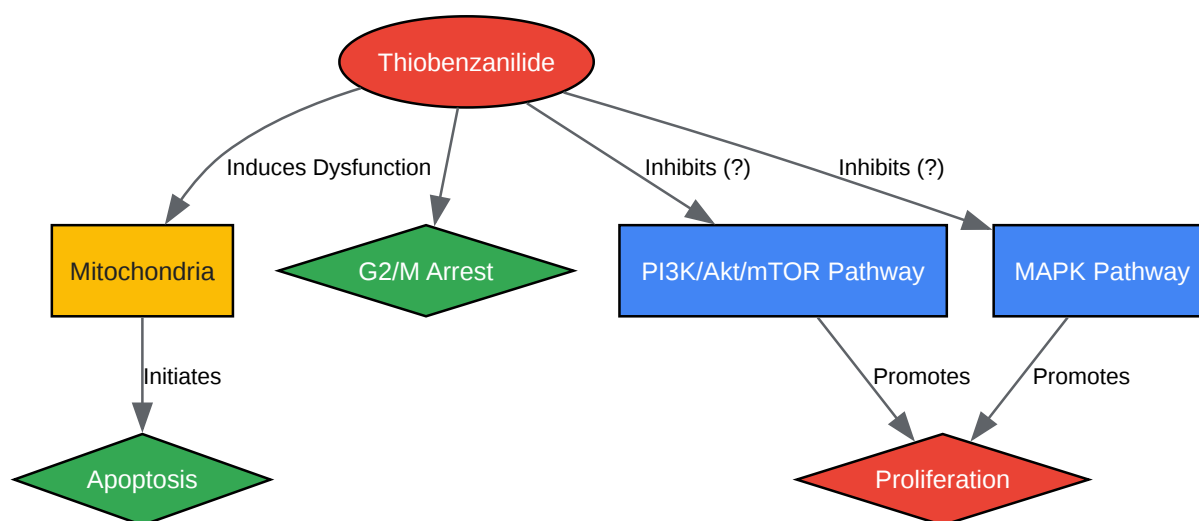 Thiobenzanilide
Induces Dysfunction
Inhibits (?)
Inhibits (?)
Mitochondria
G2/M Arrest
PI3K/Akt/mTOR Pathway
MAPK Pathway
Initiates
Promotes
Promotes
Apoptosis
Proliferation